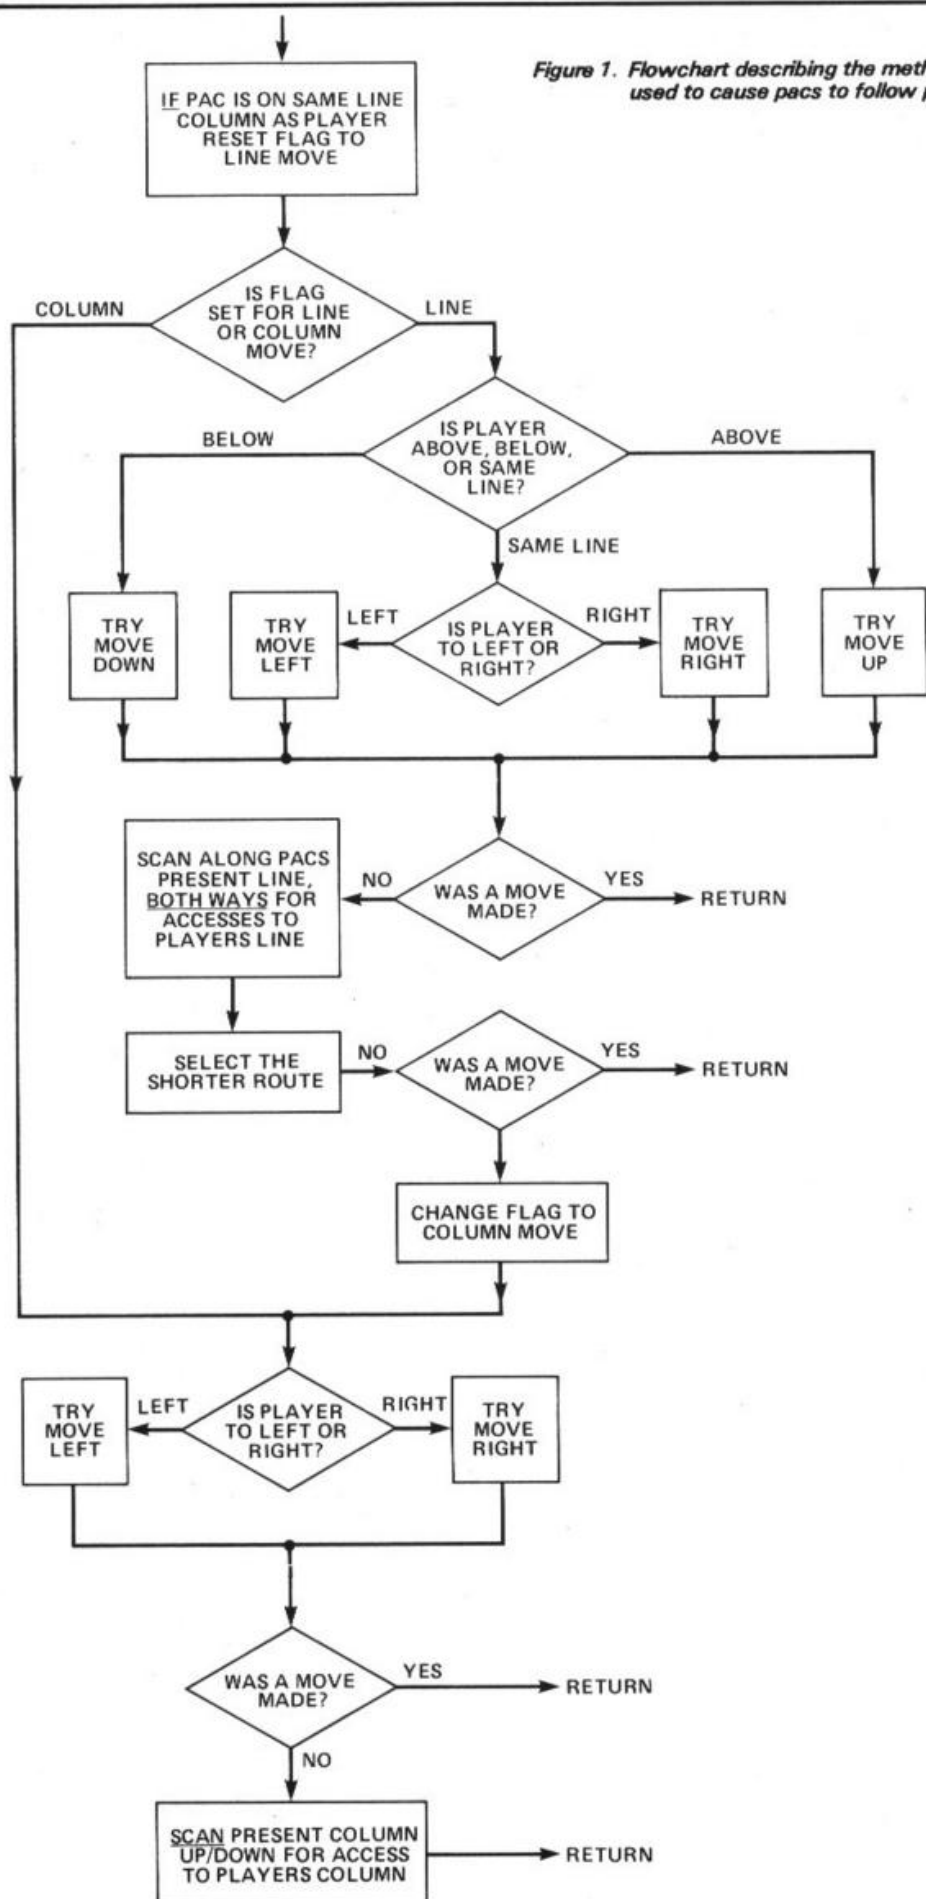 Figure 1. Flowchart describing the
used to cause pacs to follow
IF PAC IS ON SAME LINE
COLUMN AS PLAYER
RESET FLAG TO
LINE MOVE
IS FLAG
SET FOR LINE
OR COLUMN
MOVE?
COLUMN
LINE
IS PLAYER
ABOVE, BELOW,
OR SAME
LINE?
BELOW
ABOVE
SAME LINE
TRY
MOVE
DOWN
TRY
MOVE
LEFT
LEFT
IS PLAYER
TO LEFT OR
RIGHT?
RIGHT
TRY
MOVE
RIGHT
TRY
MOVE
UP
SCAN ALONG PACS
PRESENT LINE,
BOTH WAYS FOR
ACCESSES TO
PLAYERS LINE
NO
WAS A MOVE
MADE?
YES
RETURN
SELECT THE
SHORTER ROUTE
NO
WAS A MOVE
MADE?
YES
RETURN
CHANGE FLAG TO
COLUMN MOVE
TRY
MOVE
LEFT
LEFT
IS PLAYER
TO LEFT OR
RIGHT?
RIGHT
TRY
MOVE
RIGHT
WAS A MOVE
MADE?
YES
RETURN
NO
SCAN PRESENT COLUMN
UP/DOWN FOR ACCESS
TO PLAYERS COLUMN
RETURN